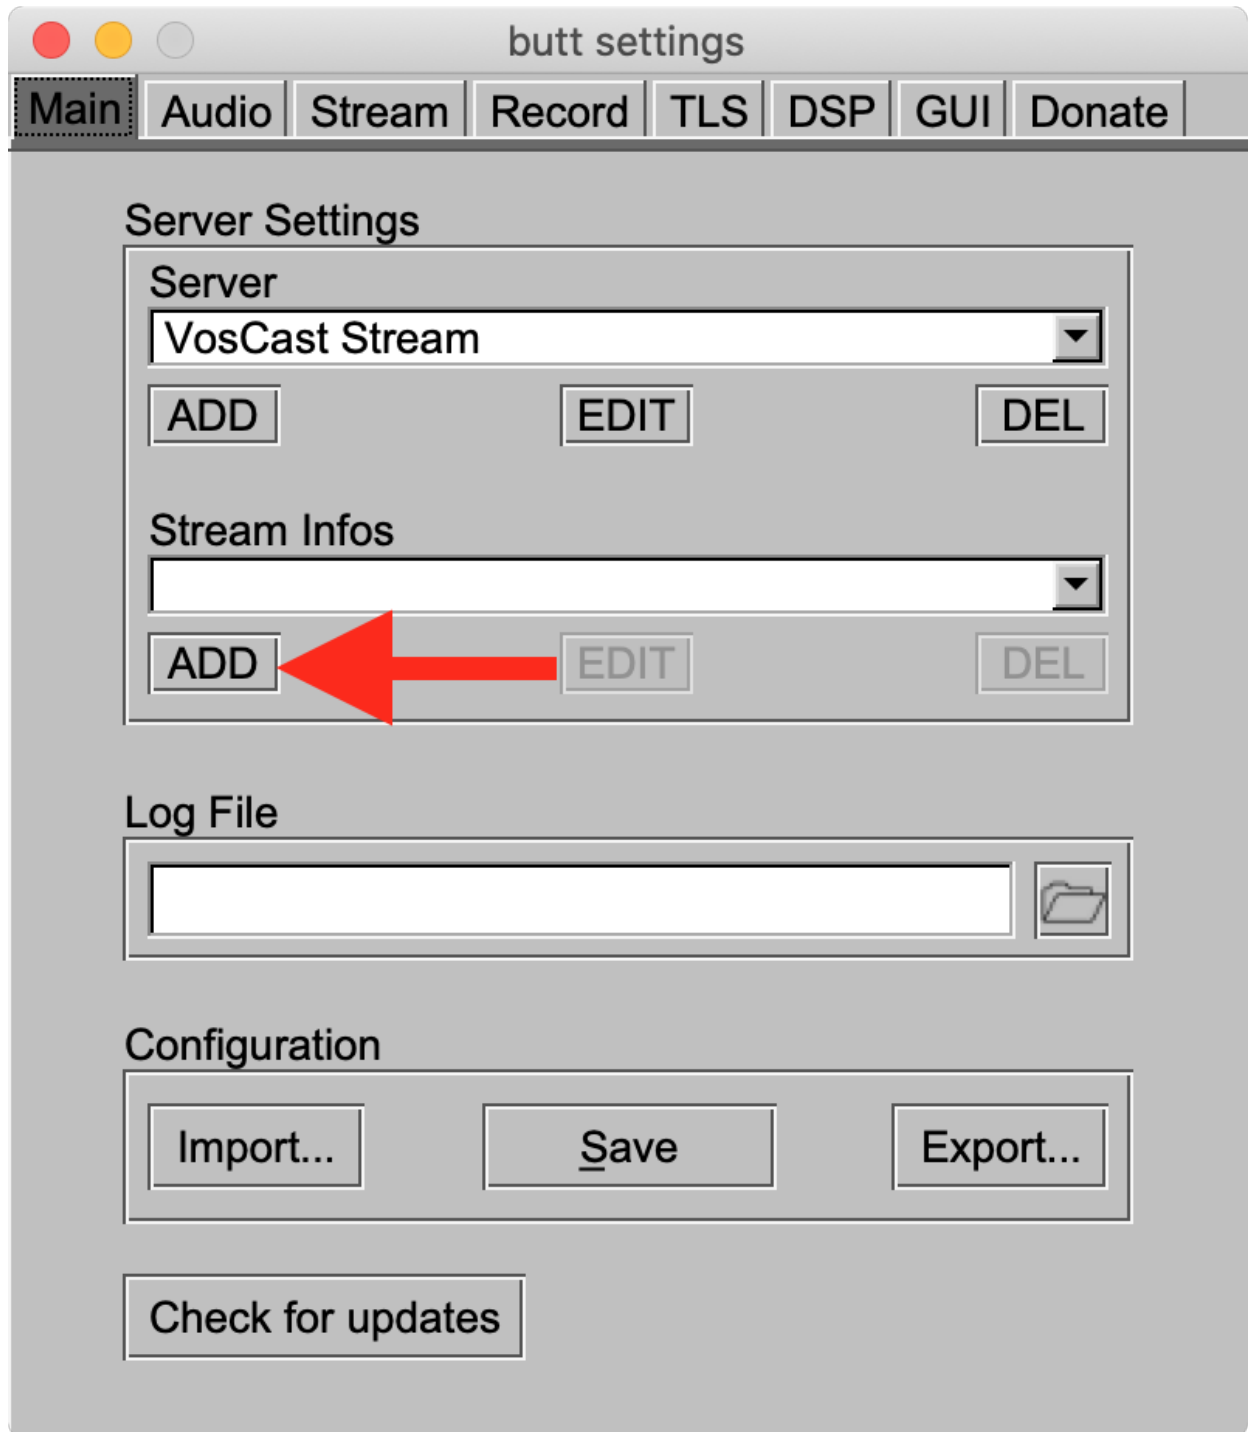 butt settings
Main Audio Stream Record TLS DSP GUI Donate
Server Settings
Server
VosCast Stream
ADD EDIT DEL
Stream Infos
ADD EDIT DEL
Log File
Configuration
Import... Save Export...
Check for updates